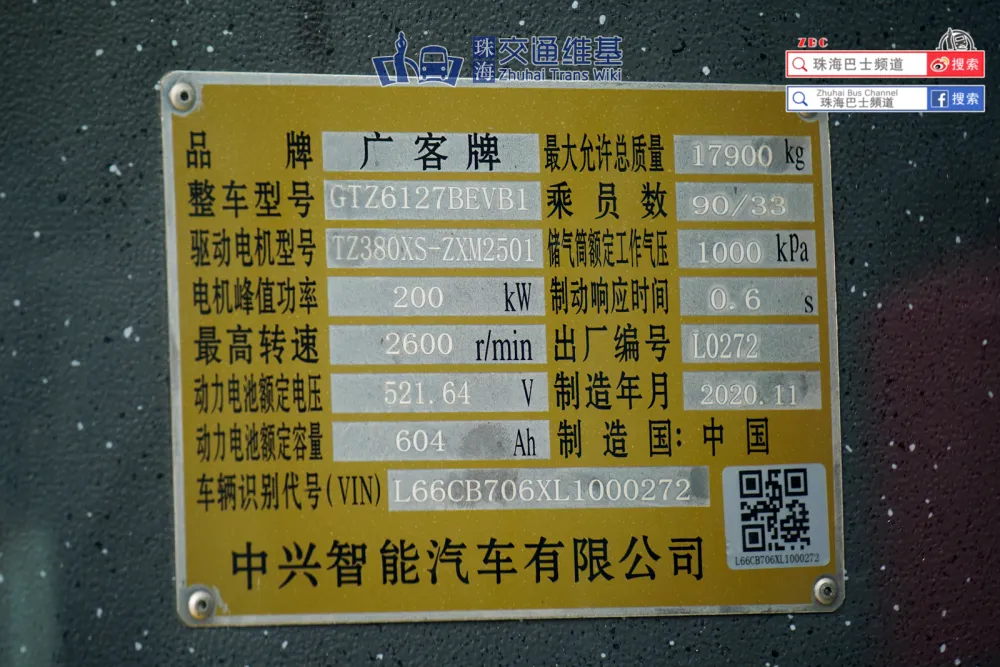 珠海 交通维基
Zhuhai Trans Wiki
ZBC
珠海巴士频道 搜索
Zhuhai Bus Channel
珠海巴士频道 搜索
品牌 广客牌 最大允许总质量 17900 kg
整车型号 GTZ6127BEVB1 乘员数 90/33
驱动电机型号 TZ380XS-ZXM2501 储气筒额定工作气压 1000 kPa
电机峰值功率 200 kW 制动响应时间 0.6 s
最高转速 2600 r/min 出厂编号 L0272
动力电池额定电压 521.64 V 制造年月 2020.11
动力电池额定容量 604 Ah 制造国：中国
车辆识别代号(VIN) L66CB706XL1000272
L66CB706XL1000272
中兴智能汽车有限公司